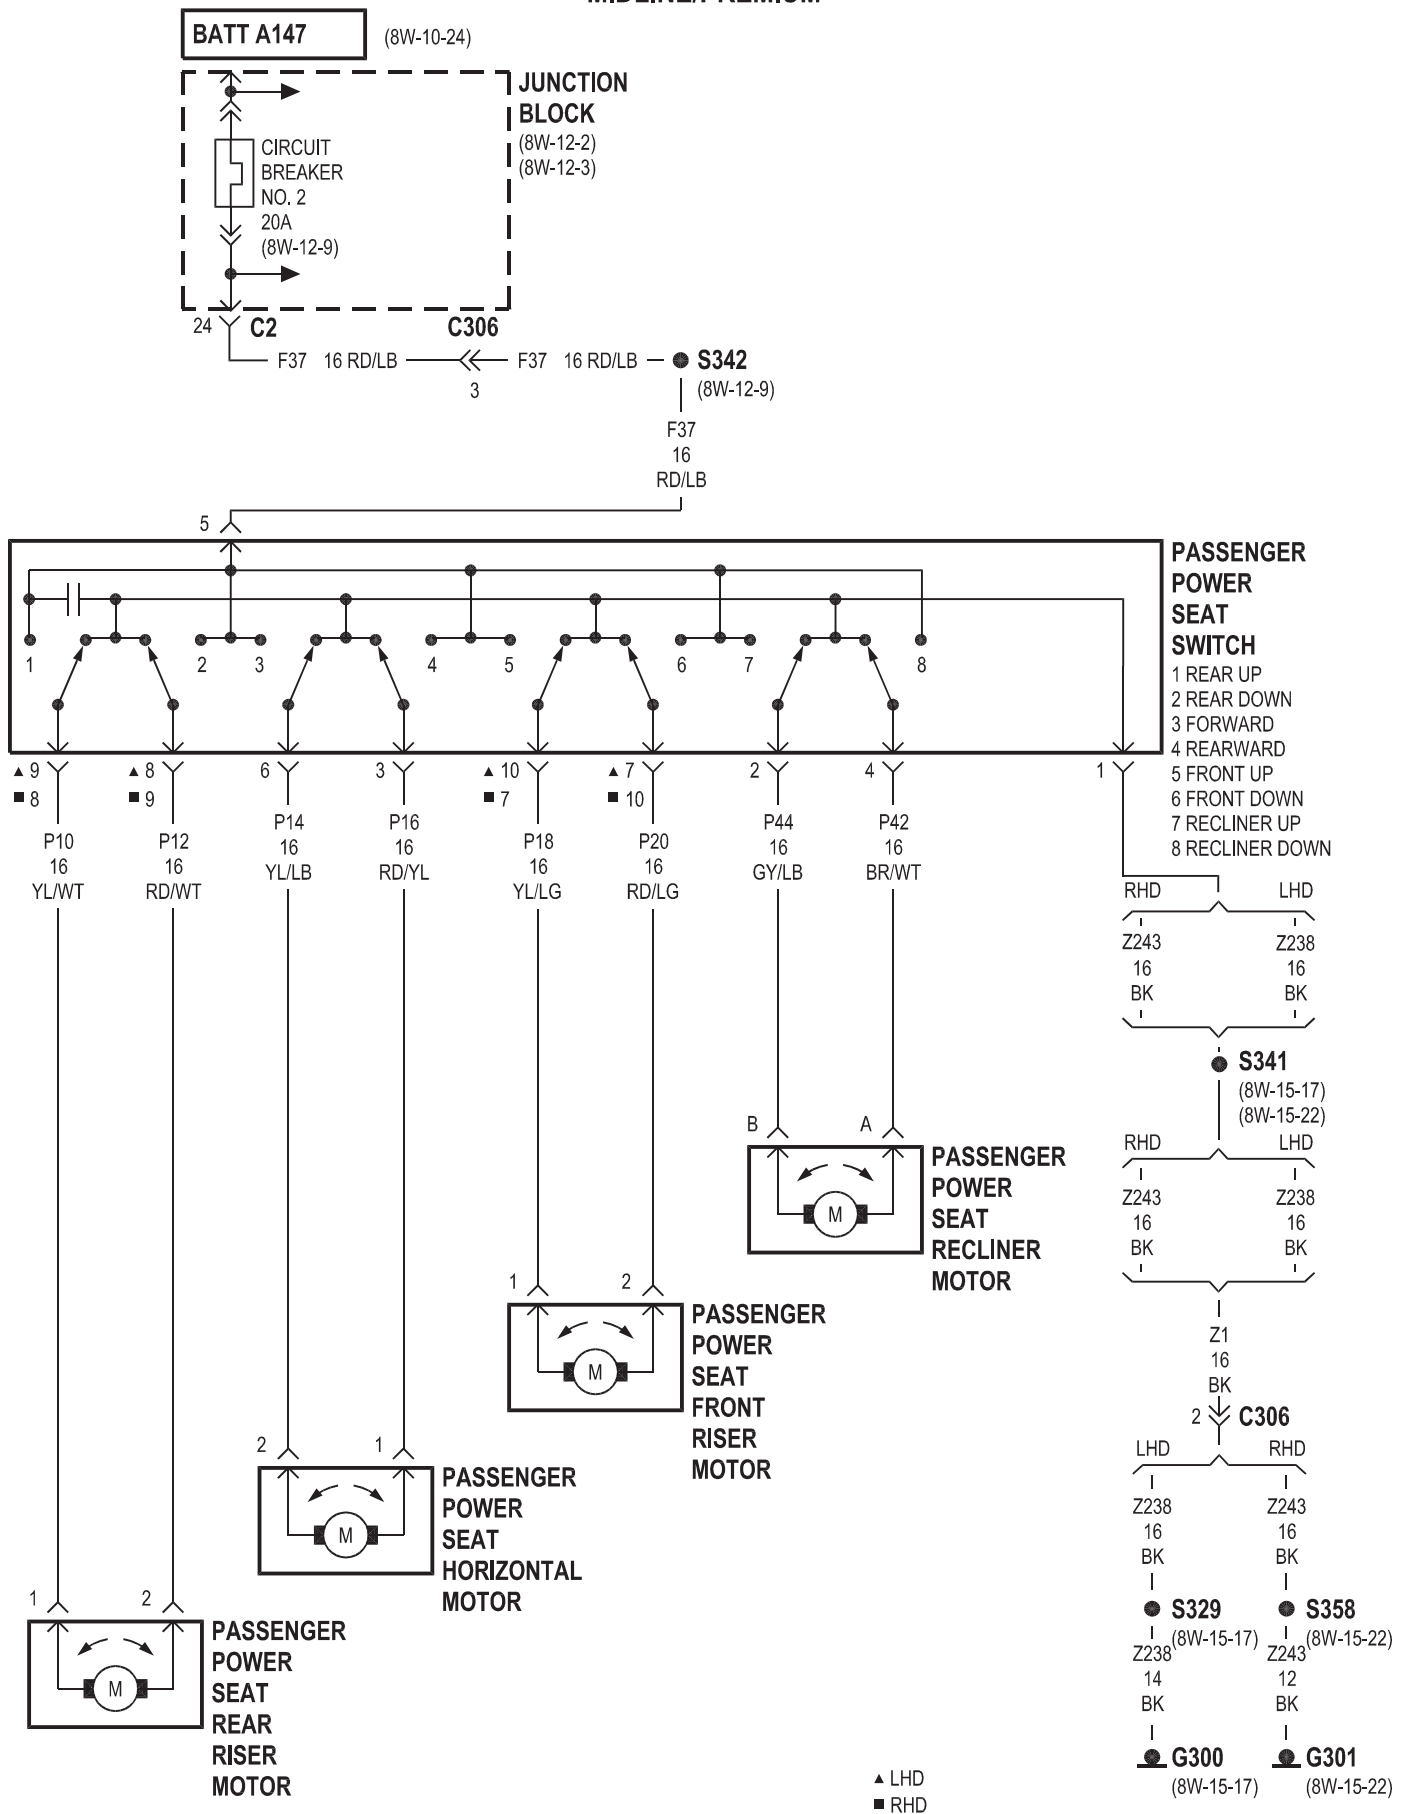 BATT A147
(8W-10-24)
JUNCTION
BLOCK
(8W-12-2)
(8W-12-3)
CIRCUIT
BREAKER
NO. 2
20A
(8W-12-9)
24 C2 C306
F37 16 RD/LB F37 16 RD/LB S342
3 (8W-12-9)
F37
16
RD/LB
5
PASSENGER
POWER
SEAT
SWITCH
1 REAR UP
2 REAR DOWN
3 FORWARD
4 REARWARD
5 FRONT UP
6 FRONT DOWN
7 RECLINER UP
8 RECLINER DOWN
1 2 3 4 5 6 7 8
▲ 9 ▲ 8 6 3 ▲ 10 ▲ 7 2 4 1
■ 8 ■ 9 ■ 7 ■ 10
P10 P12 P14 P16 P18 P20 P44 P42
16 16 16 16 16 16 16 16
YL/WT RD/WT YL/LB RD/YL YL/LG RD/LG GY/LB BR/WT
RHD LHD
Z243 Z238
16 16
BK BK
S341
(8W-15-17)
(8W-15-22)
RHD LHD
Z243 Z238
16 16
BK BK
Z1
16
BK
2 C306
LHD RHD
Z238 Z243
16 16
BK BK
S329 S358
(8W-15-17) (8W-15-22)
Z238 Z243
14 12
BK BK
G300 G301
(8W-15-17) (8W-15-22)
B A
M
PASSENGER
POWER
SEAT
RECLINER
MOTOR
1 2
M
PASSENGER
POWER
SEAT
FRONT
RISER
MOTOR
2 1
M
PASSENGER
POWER
SEAT
HORIZONTAL
MOTOR
1 2
M
PASSENGER
POWER
SEAT
REAR
RISER
MOTOR
▲ LHD
■ RHD